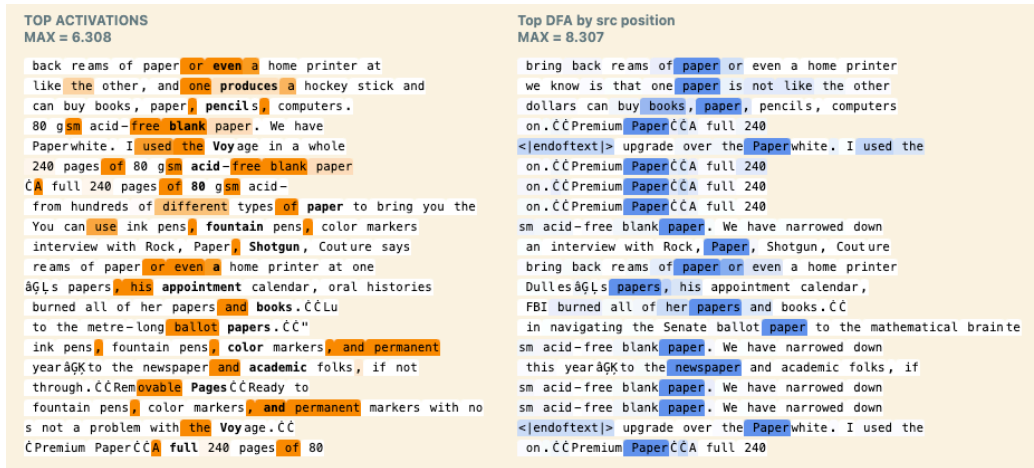 TOP ACTIVATIONS
MAX = 6.308
back reams of paper or even a home printer at
like the other, and one produces a hockey stick and
can buy books, paper, pencils, computers.
80 gsm acid-free blank paper. We have
Paperwhite. I used the Voyage in a whole
240 pages of 80 gsm acid-free blank paper
ĊA full 240 pages of 80 gsm acid-
from hundreds of different types of paper to bring you the
You can use ink pens, fountain pens, color markers
interview with Rock, Paper, Shotgun, Couture says
reams of paper or even a home printer at one
âĢĻs papers, his appointment calendar, oral histories
burned all of her papers and books.ĊĊLu
to the metre-long ballot papers.ĊĊ"
ink pens, fountain pens, color markers, and permanent
yearâĢĶto the newspaper and academic folks, if not
through.ĊĊRemovable PagesĊĊReady to
fountain pens, color markers, and permanent markers with no
s not a problem with the Voyage.ĊĊ
ĊPremium PaperĊĊA full 240 pages of 80
Top DFA by src position
MAX = 8.307
bring back reams of paper or even a home printer
we know is that one paper is not like the other
dollars can buy books, paper, pencils, computers
on.ĊĊPremium PaperĊĊA full 240
<|endoftext|> upgrade over the Paperwhite. I used the
on.ĊĊPremium PaperĊĊA full 240
on.ĊĊPremium PaperĊĊA full 240
on.ĊĊPremium PaperĊĊA full 240
sm acid-free blank paper. We have narrowed down
an interview with Rock, Paper, Shotgun, Couture
bring back reams of paper or even a home printer
DullesâĢĻs papers, his appointment calendar,
FBI burned all of her papers and books.ĊĊ
in navigating the Senate ballot paper to the mathematical brainte
sm acid-free blank paper. We have narrowed down
this yearâĢĶto the newspaper and academic folks, if
sm acid-free blank paper. We have narrowed down
sm acid-free blank paper. We have narrowed down
<|endoftext|> upgrade over the Paperwhite. I used the
on.ĊĊPremium PaperĊĊA full 240